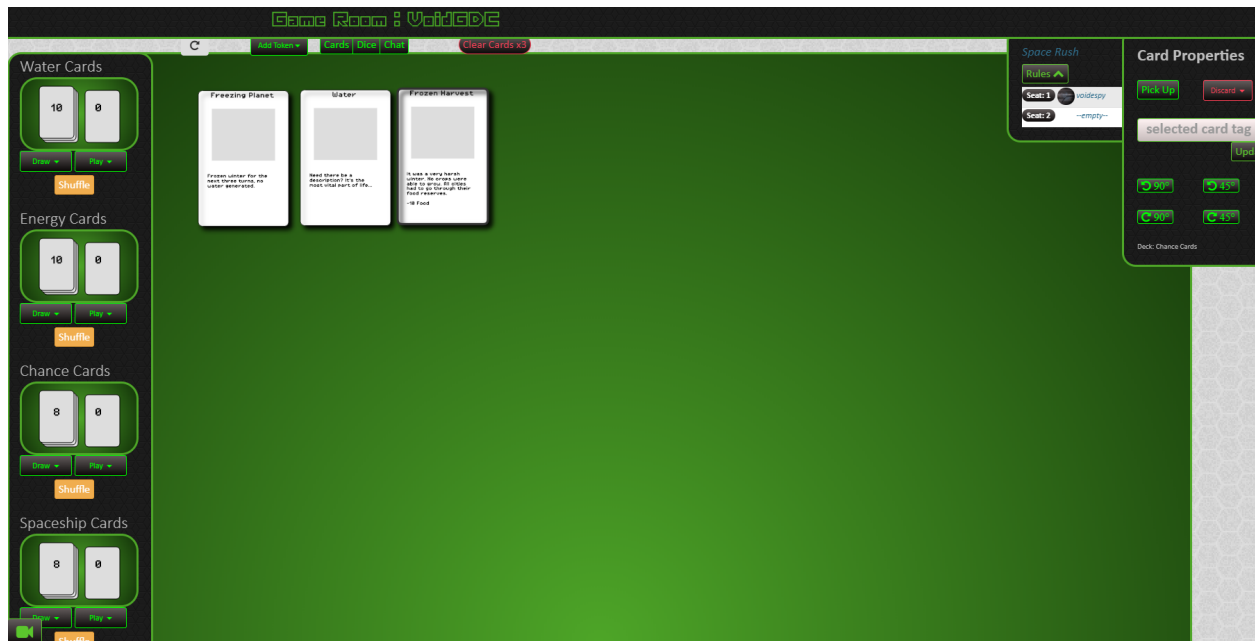 Game Room : VoidGDC
Add Token
Cards Dice Chat
Clear Cards x3
Water Cards
10 0
Draw Play
Shuffle
Energy Cards
10 0
Draw Play
Shuffle
Chance Cards
8 0
Draw Play
Shuffle
Spaceship Cards
8 0
Draw Play
Shuffle
Freezing Planet
Frozen winter for the
next three turns, no
water generated.
Water
Need there be a
description? It's the
most vital part of life...
Frozen Harvest
It was a very harsh
winter. No crops were
able to grow. All cities
had to go through their
food reserves.
-10 Food
Space Rush
Rules
Seat: 1 voidespy
Seat: 2 --empty--
Card Properties
Pick Up Discard
selected card tag
Upd
90° 45°
90° 45°
Deck: Chance Cards